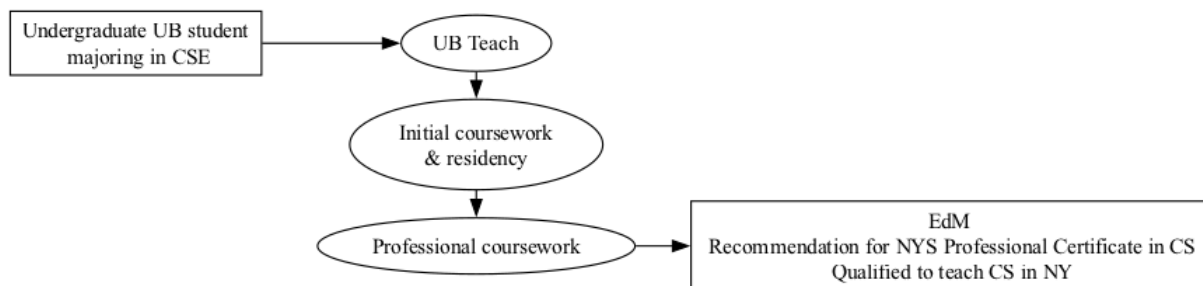 Undergraduate UB student
majoring in CSE
UB Teach
Initial coursework
& residency
Professional coursework
EdM
Recommendation for NYS Professional Certificate in CS
Qualified to teach CS in NY